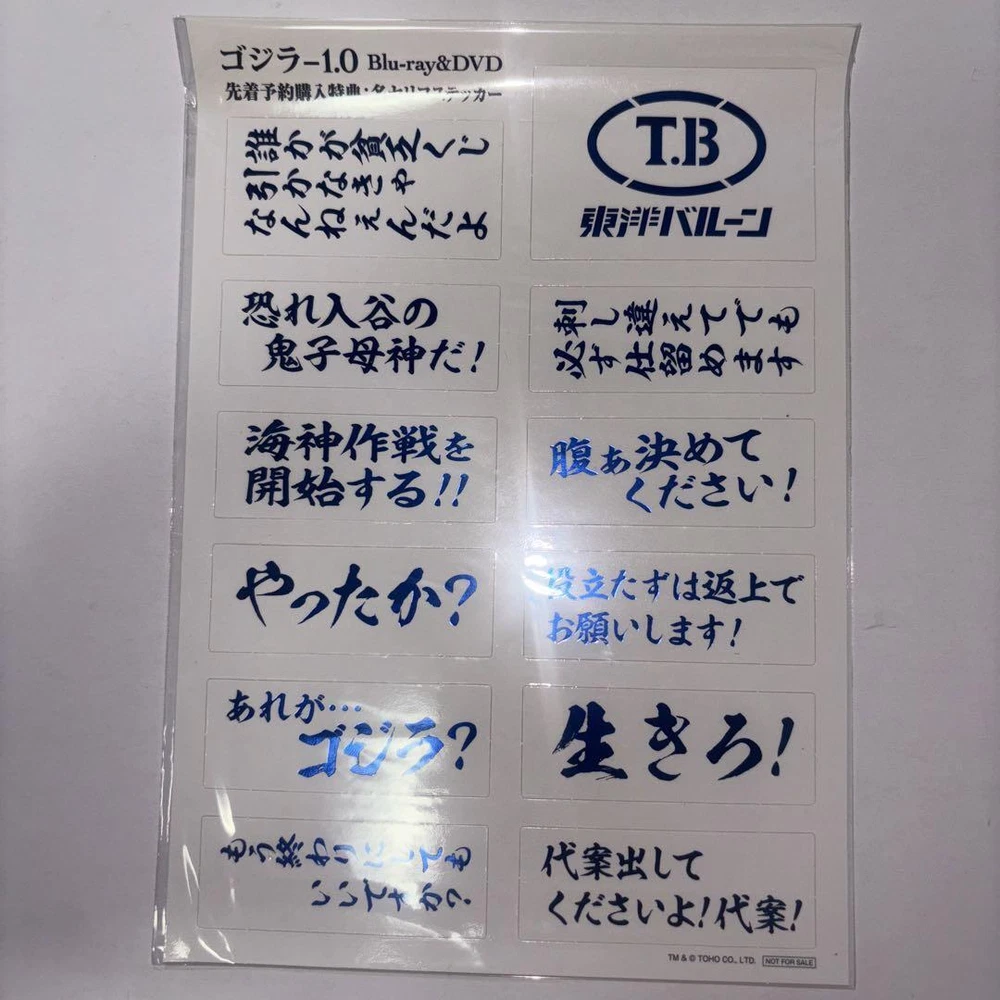 ゴジラ-1.0 Blu-ray&DVD
先着予約購入特典:名セリフステッカー
誰かが貧乏くじ
引かなきゃ
なんねぇんだよ
T.B
東洋バルーン
恐れ入谷の
鬼子母神だ!
刺し違えてでも
必ず仕留めます
海神作戦を
開始する!!
腹ぁ決めて
ください!
やったか?
役立たずは返上で
お願いします!
あれが…
ゴジラ?
生きろ!
もう終わりにしても
いいですか?
代案出して
くださいよ!代案!
TM & © TOHO CO., LTD.
NOT FOR SALE